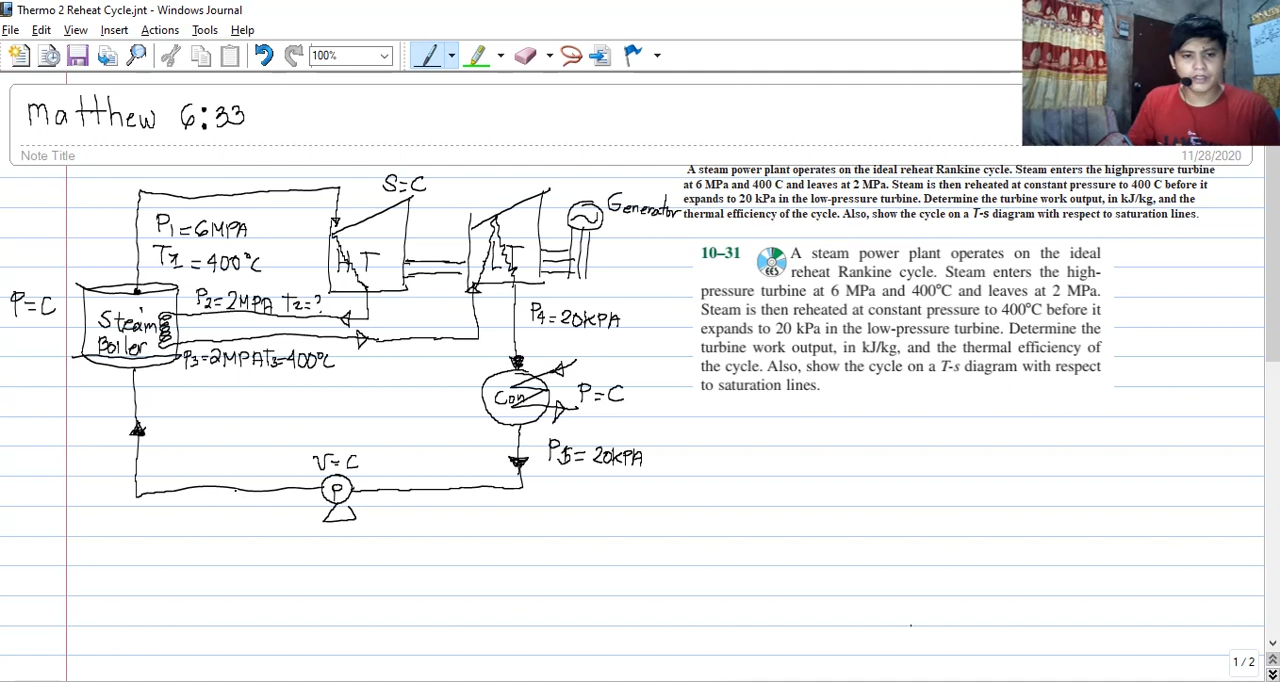 Thermo 2 Reheat Cycle.jnt - Windows Journal
File Edit View Insert Actions Tools Help
100%
Matthew 6:33
Note Title
11/28/2020
A steam power plant operates on the ideal reheat Rankine cycle. Steam enters the highpressure turbine
at 6 MPa and 400 C and leaves at 2 MPa. Steam is then reheated at constant pressure to 400 C before it
expands to 20 kPa in the low-pressure turbine. Determine the turbine work output, in kJ/kg, and the
thermal efficiency of the cycle. Also, show the cycle on a T-s diagram with respect to saturation lines.
S=C
Generator
P1=6MPA
T1=400°C
HT
LT
P=C
P2=2MPA T2=?
Steam
Boiler
P3=2MPA T3=400°C
P4=20KPA
Con
P=C
P5=20KPA
V=C
P
10–31 A steam power plant operates on the ideal
EES reheat Rankine cycle. Steam enters the high-
pressure turbine at 6 MPa and 400°C and leaves at 2 MPa.
Steam is then reheated at constant pressure to 400°C before it
expands to 20 kPa in the low-pressure turbine. Determine the
turbine work output, in kJ/kg, and the thermal efficiency of
the cycle. Also, show the cycle on a T-s diagram with respect
to saturation lines.
1 / 2